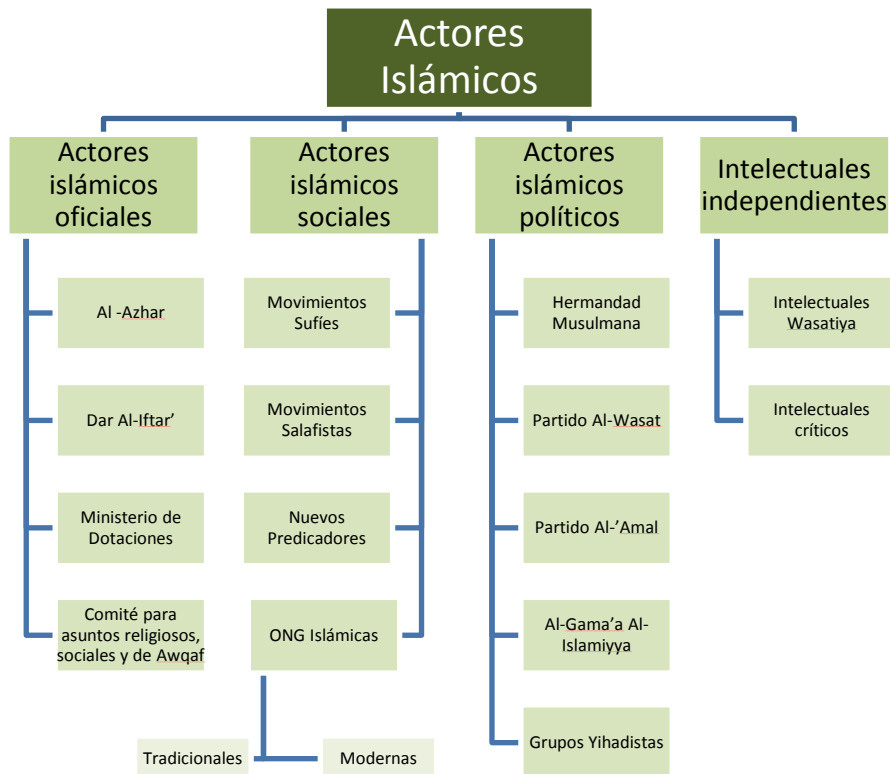 Actores
Islámicos
Actores
islámicos
oficiales
Al -Azhar
Dar Al-Iftar’
Ministerio de
Dotaciones
Comité para
asuntos religiosos,
sociales y de Awqaf
Actores
islámicos
sociales
Movimientos
Sufíes
Movimientos
Salafistas
Nuevos
Predicadores
ONG Islámicas
Tradicionales
Modernas
Actores
islámicos
políticos
Hermandad
Musulmana
Partido Al-Wasat
Partido Al-’Amal
Al-Gama’a Al-
Islamiyya
Grupos Yihadistas
Intelectuales
independientes
Intelectuales
Wasatiya
Intelectuales
críticos